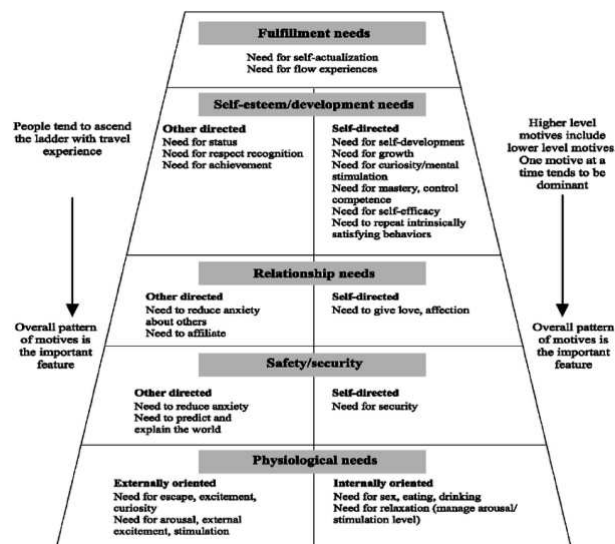 Fulfillment needs
Need for self-actualization
Need for flow experiences
Self-esteem/development needs
People tend to ascend
the ladder with travel
experience
Other directed
Need for status
Need for respect recognition
Need for achievement
Self-directed
Need for self-development
Need for growth
Need for curiosity/mental
stimulation
Need for mastery, control
competence
Need for self-efficacy
Need to repeat intrinsically
satisfying behaviors
Higher level
motives include
lower level motives
One motive at a
time tends to be
dominant
Relationship needs
Other directed
Need to reduce anxiety
about others
Need to affiliate
Self-directed
Need to give love, affection
Overall pattern
of motives is
the important
feature
Overall pattern
of motives is
the important
feature
Safety/security
Other directed
Need to reduce anxiety
Need to predict and
explain the world
Self-directed
Need for security
Physiological needs
Externally oriented
Need for escape, excitement,
curiosity
Need for arousal, external
excitement, stimulation
Internally oriented
Need for sex, eating, drinking
Need for relaxation (manage arousal/
stimulation level)